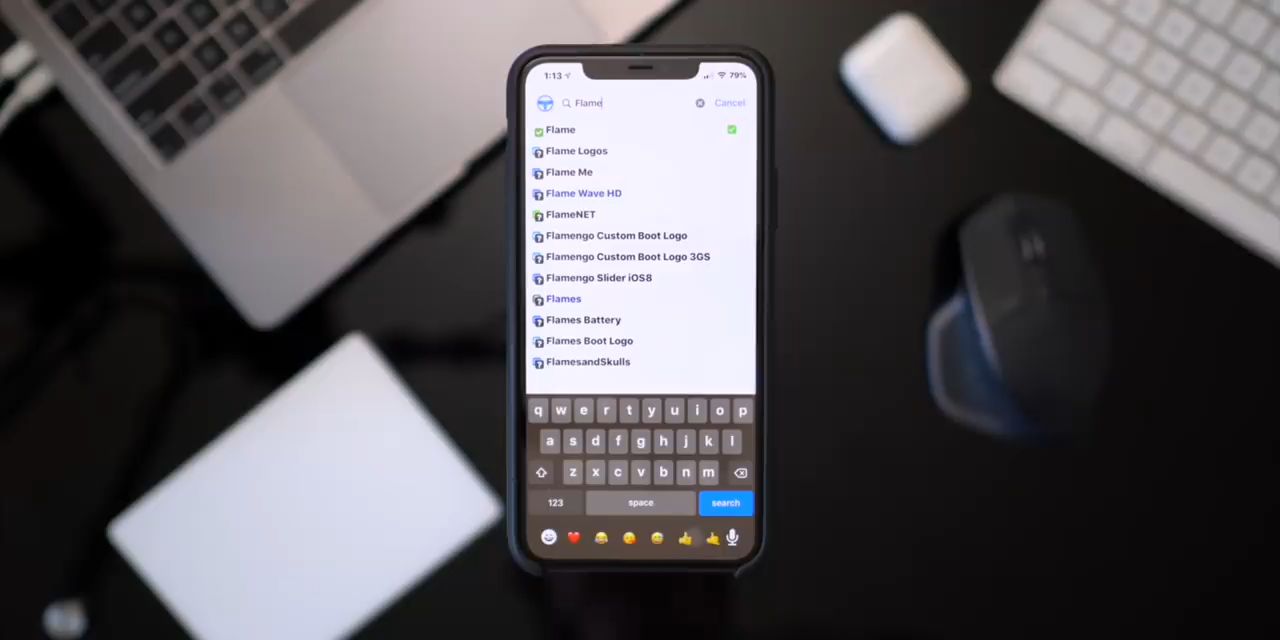 1:13 79%
Flame Cancel
Flame
Flame Logos
Flame Me
Flame Wave HD
FlameNET
Flamengo Custom Boot Logo
Flamengo Custom Boot Logo 3GS
Flamengo Slider iOS8
Flames
Flames Battery
Flames Boot Logo
FlamesandSkulls
q w e r t y u i o p
a s d f g h j k l
z x c v b n m
123 space search